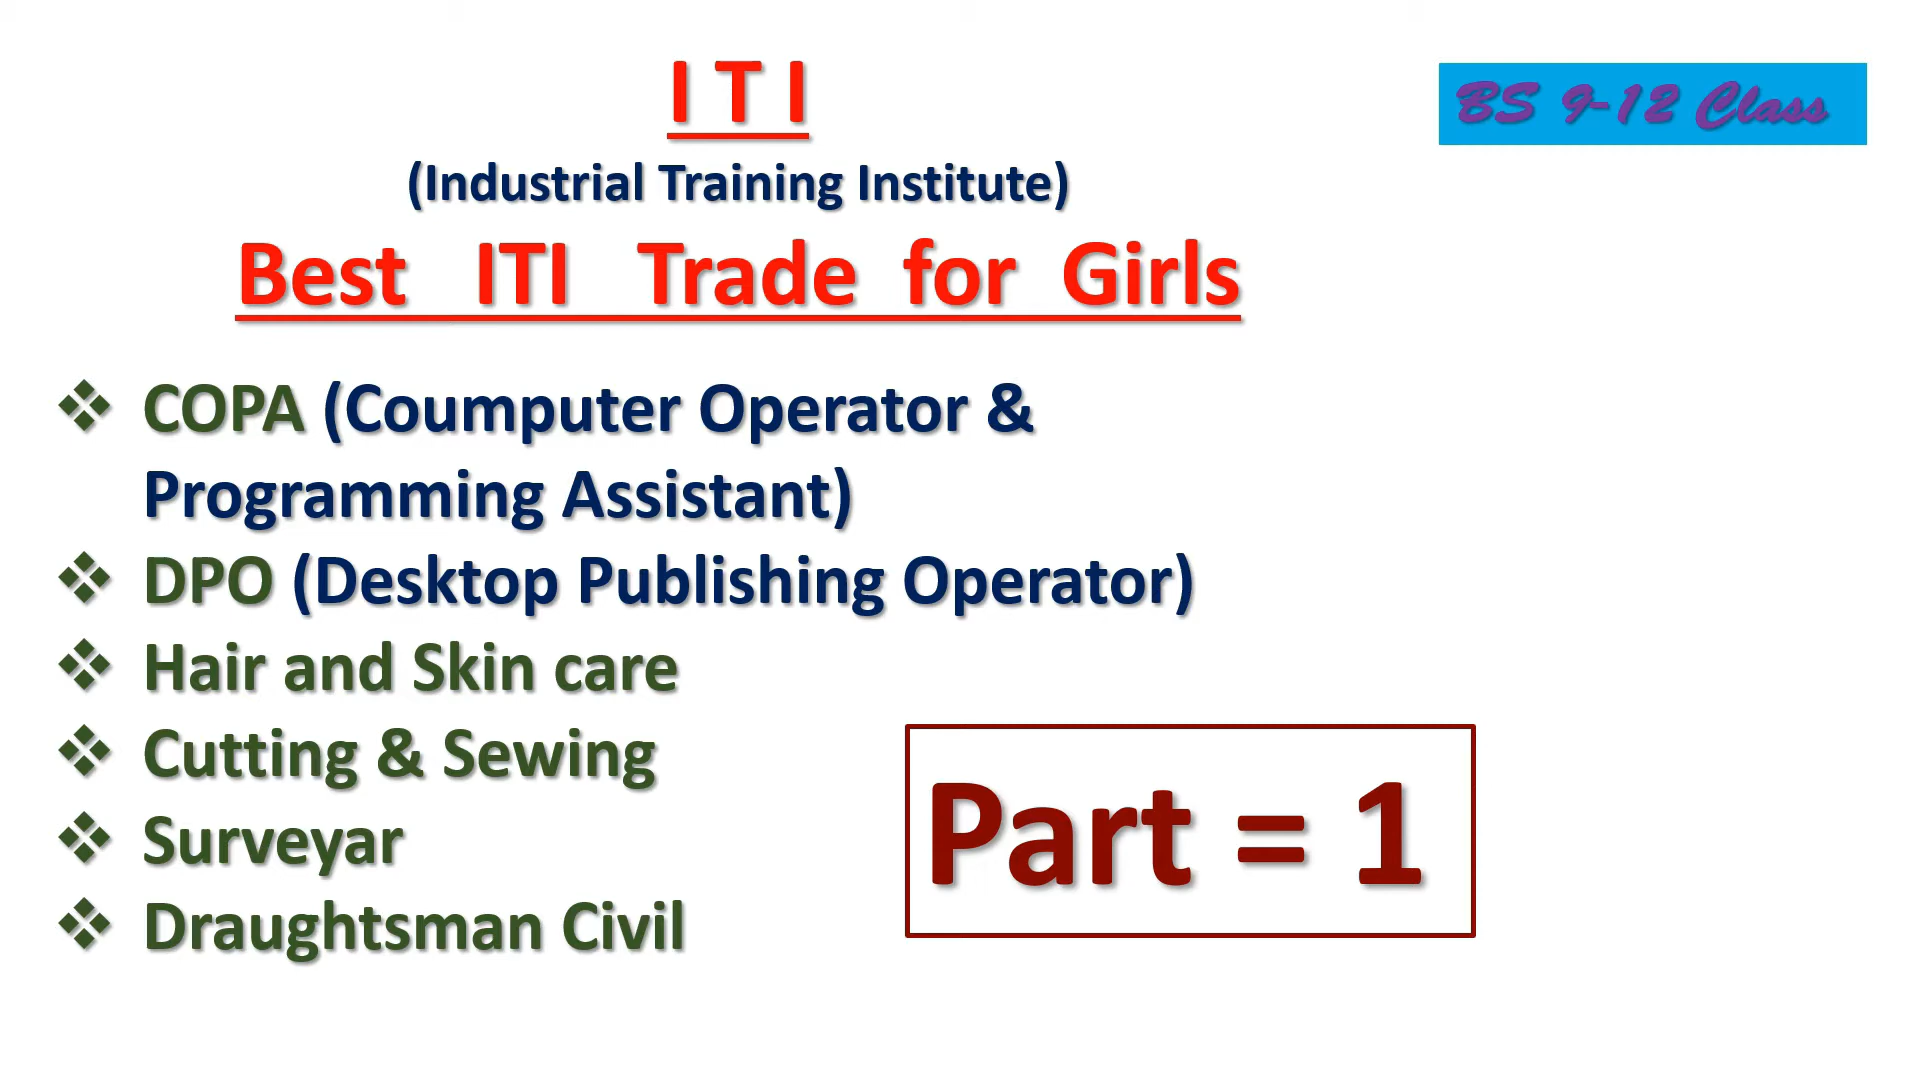 I T I
BS 9-12 Class
(Industrial Training Institute)
Best ITI Trade for Girls
❖ COPA (Coumputer Operator &
Programming Assistant)
❖ DPO (Desktop Publishing Operator)
❖ Hair and Skin care
❖ Cutting & Sewing
❖ Surveyar
❖ Draughtsman Civil
Part = 1